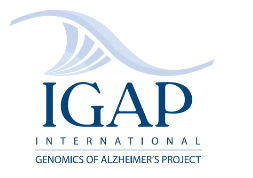 IGAP
INTERNATIONAL
GENOMICS OF ALZHEIMER'S PROJECT